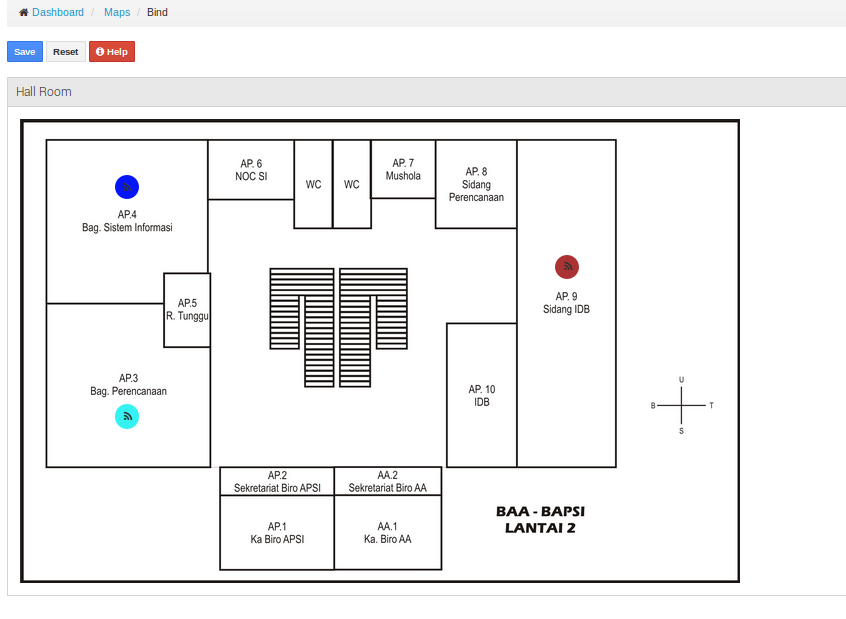 Dashboard / Maps / Bind
Save Reset Help
Hall Room
AP. 6
NOC SI
WC
WC
AP. 7
Mushola
AP. 8
Sidang
Perencanaan
AP.4
Bag. Sistem Informasi
AP.5
R. Tunggu
AP. 9
Sidang IDB
AP.3
Bag. Perencanaan
AP. 10
IDB
U
B
T
S
AP.2
Sekretariat Biro APSI
AA.2
Sekretariat Biro AA
AP.1
Ka Biro APSI
AA.1
Ka. Biro AA
BAA - BAPSI
LANTAI 2